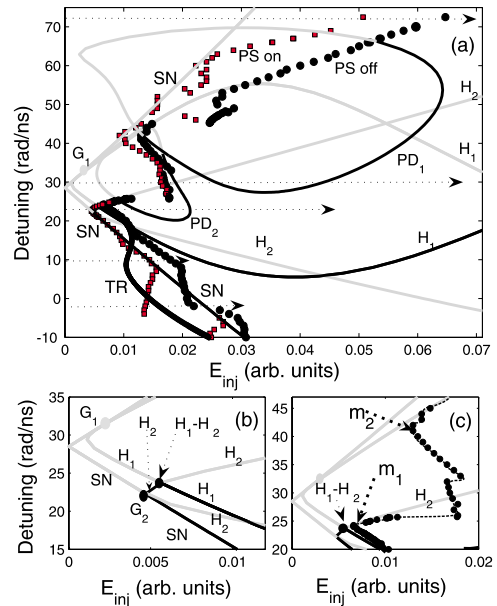 70
60
50
40
30
20
10
0
-10
Detuning (rad/ns)
(a)
SN
PS on
PS off
G1
H2
H1
PD1
PD2
SN
H2
H1
TR
SN
0
0.01
0.02
0.03
0.04
0.05
0.06
0.07
Einj (arb. units)
35
30
25
20
15
10
Detuning (rad/ns)
(b)
G1
H2
H1-H2
H1
H2
SN
H1
G2
H2
SN
0
0.005
0.01
Einj (arb. units)
45
40
35
30
25
20
(c)
m2
m1
H1-H2
H2
0
0.01
0.02
Einj (arb. units)